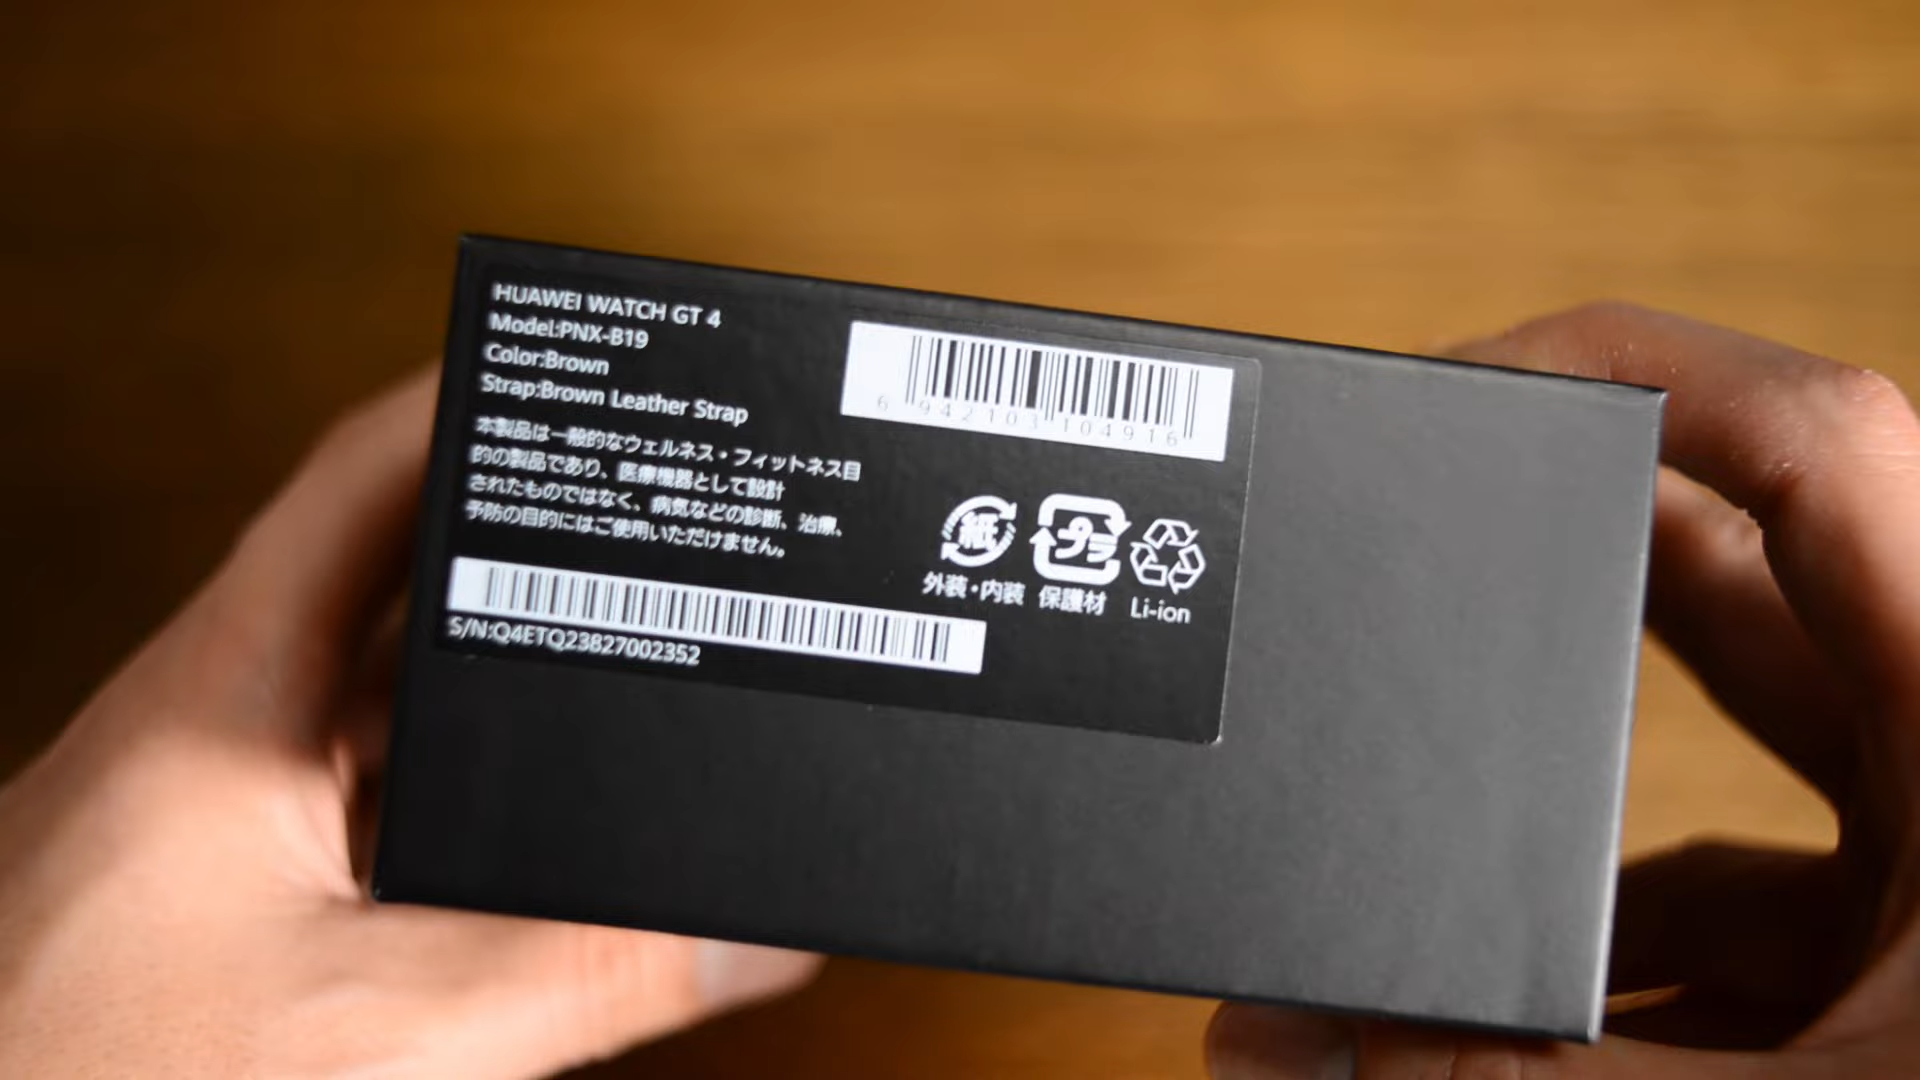 HUAWEI WATCH GT 4
Model:PNX-B19
Color:Brown
Strap:Brown Leather Strap
本製品は一般的なウェルネス・フィットネス目
的の製品であり、医療機器として設計
されたものではなく、病気などの診断、治療、
予防の目的にはご使用いただけません。
S/N:Q4ETQ23827002352
6 942103 104916
紙 プラ
外装・内装 保護材 Li-ion